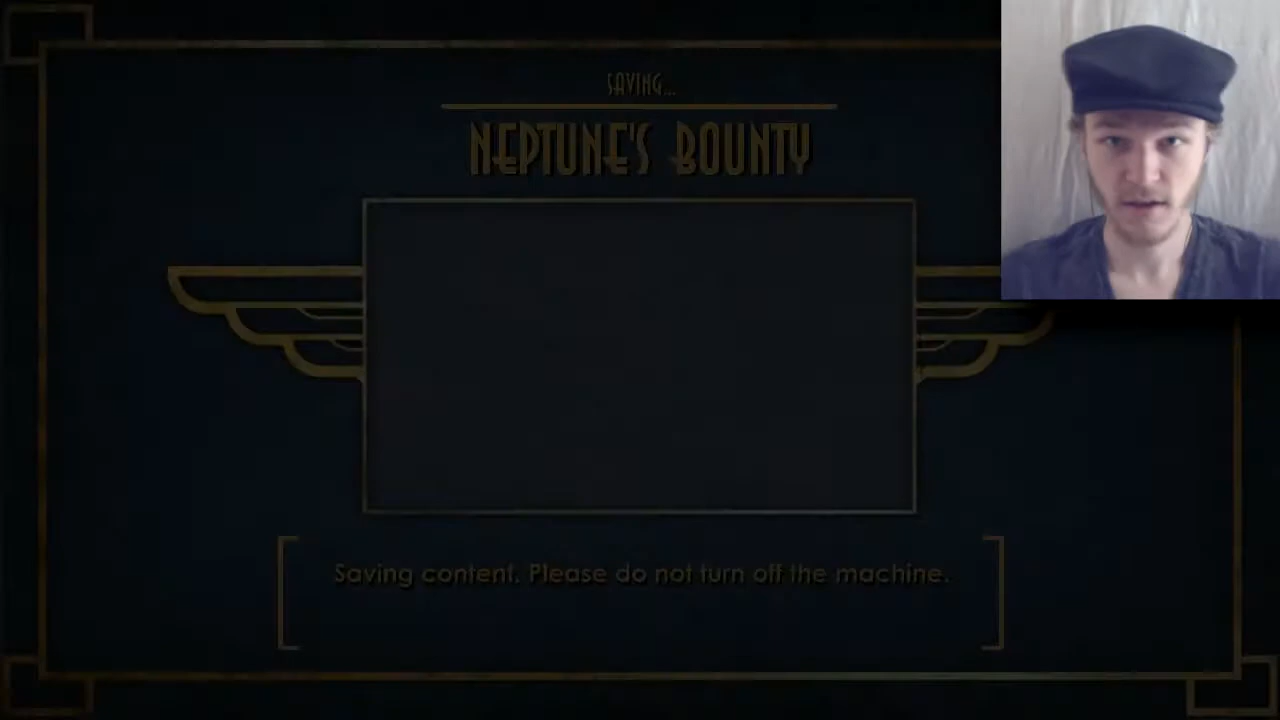 SAVING...
NEPTUNE'S BOUNTY
Saving content. Please do not turn off the machine.